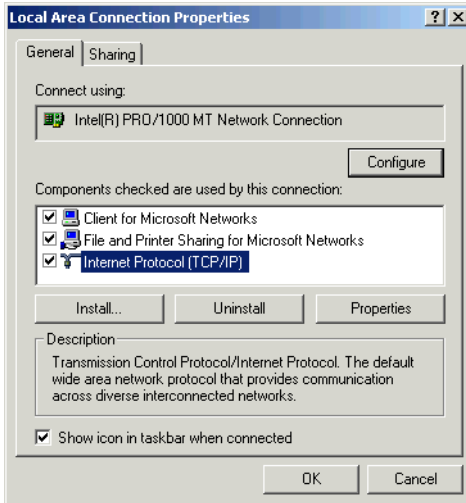 Local Area Connection Properties
General Sharing
Connect using:
Intel(R) PRO/1000 MT Network Connection
Configure
Components checked are used by this connection:
Client for Microsoft Networks
File and Printer Sharing for Microsoft Networks
Internet Protocol (TCP/IP)
Install... Uninstall Properties
Description
Transmission Control Protocol/Internet Protocol. The default
wide area network protocol that provides communication
across diverse interconnected networks.
Show icon in taskbar when connected
OK Cancel